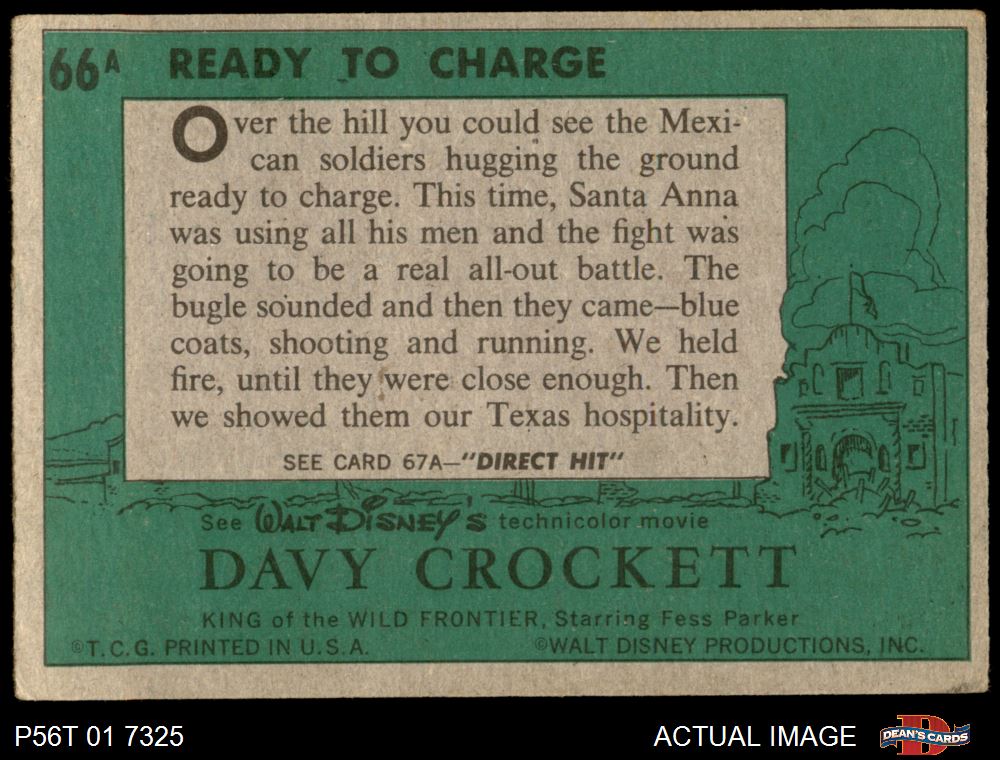 66A READY TO CHARGE
Over the hill you could see the Mexi-
can soldiers hugging the ground
ready to charge. This time, Santa Anna
was using all his men and the fight was
going to be a real all-out battle. The
bugle sounded and then they came—blue
coats, shooting and running. We held
fire, until they were close enough. Then
we showed them our Texas hospitality.
SEE CARD 67A—"DIRECT HIT"
See WALT DISNEY'S technicolor movie
DAVY CROCKETT
KING of the WILD FRONTIER, Starring Fess Parker
©T.C.G. PRINTED IN U.S.A. ©WALT DISNEY PRODUCTIONS, INC.
P56T 01 7325 ACTUAL IMAGE D DEAN'S CARDS